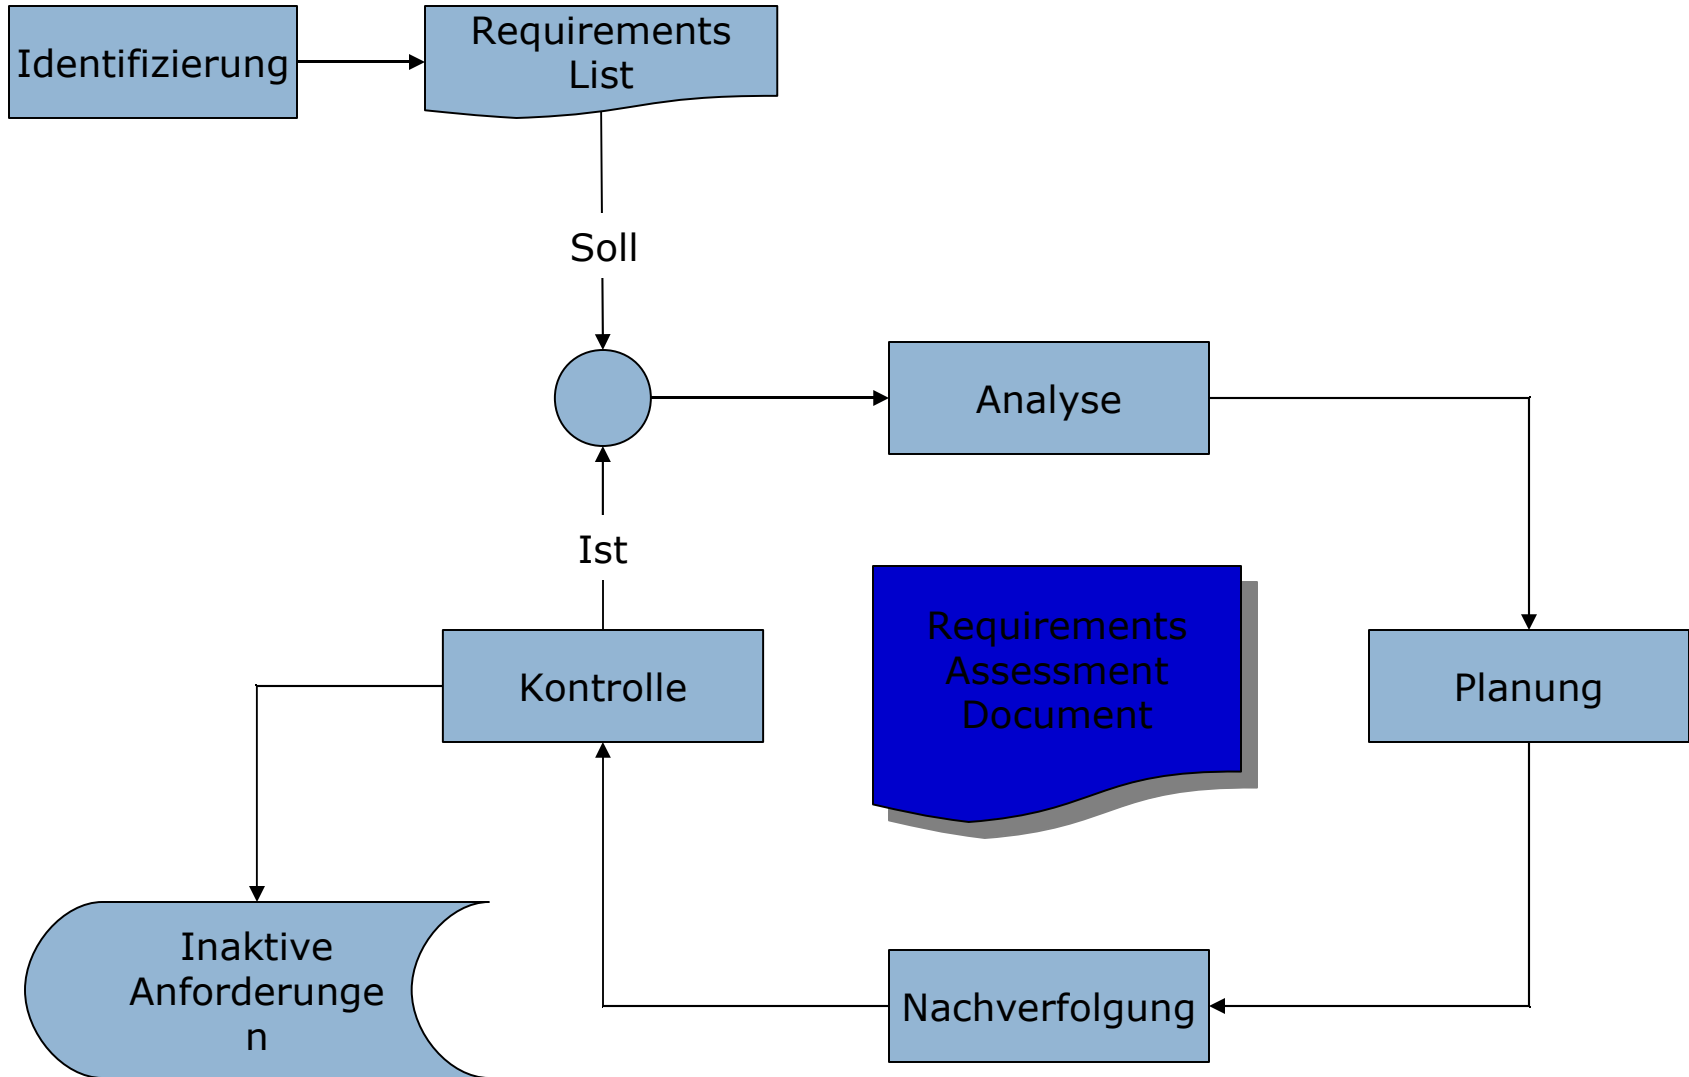 Identifizierung
Requirements
List
Soll
Analyse
Ist
Requirements
Assessment
Document
Kontrolle
Planung
Inaktive
Anforderunge
n
Nachverfolgung